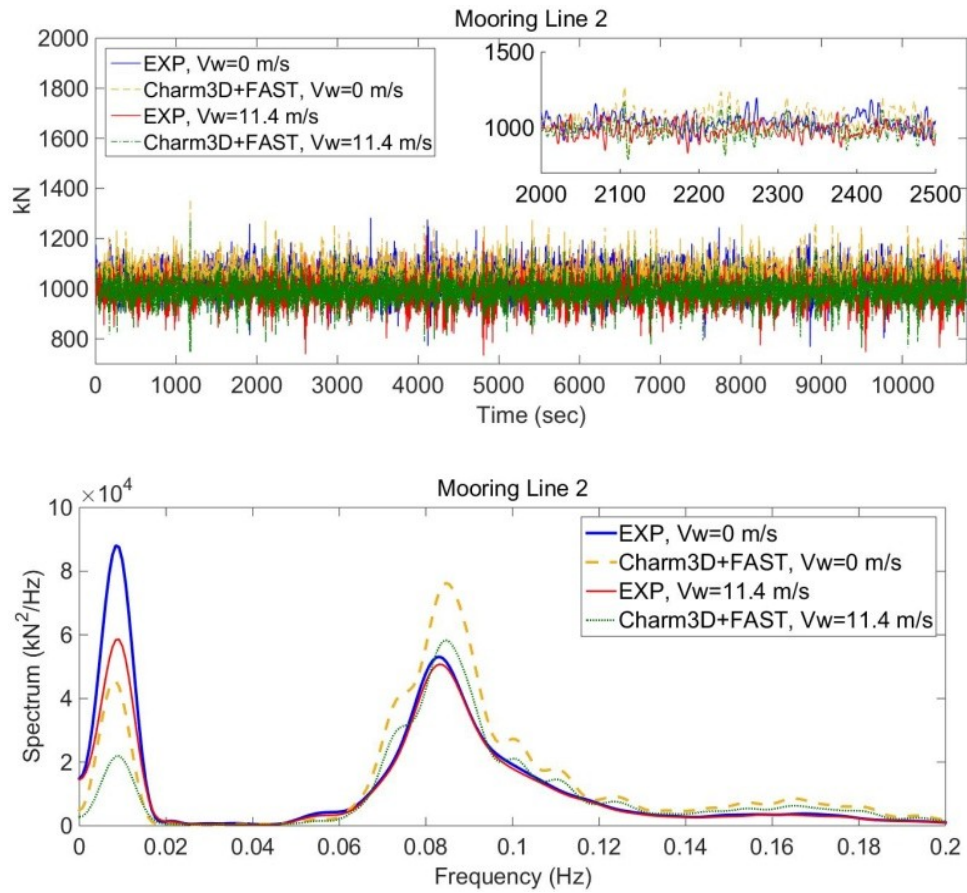 Mooring Line 2
2000
1800
1600
1400
1200
1000
800
kN
EXP, Vw=0 m/s
Charm3D+FAST, Vw=0 m/s
EXP, Vw=11.4 m/s
Charm3D+FAST, Vw=11.4 m/s
1500
1000
2000 2100 2200 2300 2400 2500
0 1000 2000 3000 4000 5000 6000 7000 8000 9000 10000
Time (sec)
Mooring Line 2
×10⁴
10
8
6
4
2
0
Spectrum (kN²/Hz)
EXP, Vw=0 m/s
Charm3D+FAST, Vw=0 m/s
EXP, Vw=11.4 m/s
Charm3D+FAST, Vw=11.4 m/s
0 0.02 0.04 0.06 0.08 0.1 0.12 0.14 0.16 0.18 0.2
Frequency (Hz)